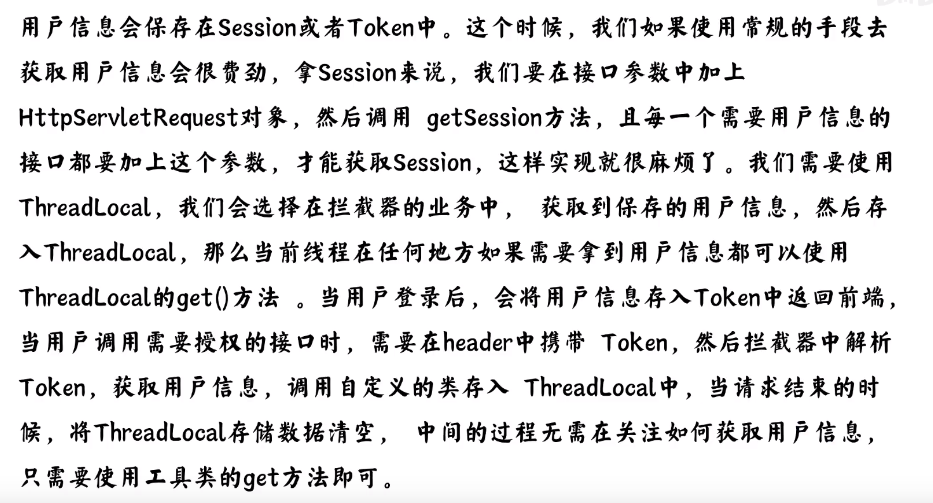 用户信息会保存在Session或者Token中。这个时候，我们如果使用常规的手段去
获取用户信息会很费劲，拿Session来说，我们要在接口参数中加上
HttpServletRequest对象，然后调用 getSession方法，且每一个需要用户信息的
接口都要加上这个参数，才能获取Session，这样实现就很麻烦了。我们需要使用
ThreadLocal，我们会选择在拦截器的业务中， 获取到保存的用户信息，然后存
入ThreadLocal，那么当前线程在任何地方如果需要拿到用户信息都可以使用
ThreadLocal的get()方法 。当用户登录后，会将用户信息存入Token中返回前端，
当用户调用需要授权的接口时，需要在header中携带 Token，然后拦截器中解析
Token，获取用户信息，调用自定义的类存入 ThreadLocal中，当请求结束的时
候，将ThreadLocal存储数据清空， 中间的过程无需在关注如何获取用户信息，
只需要使用工具类的get方法即可。